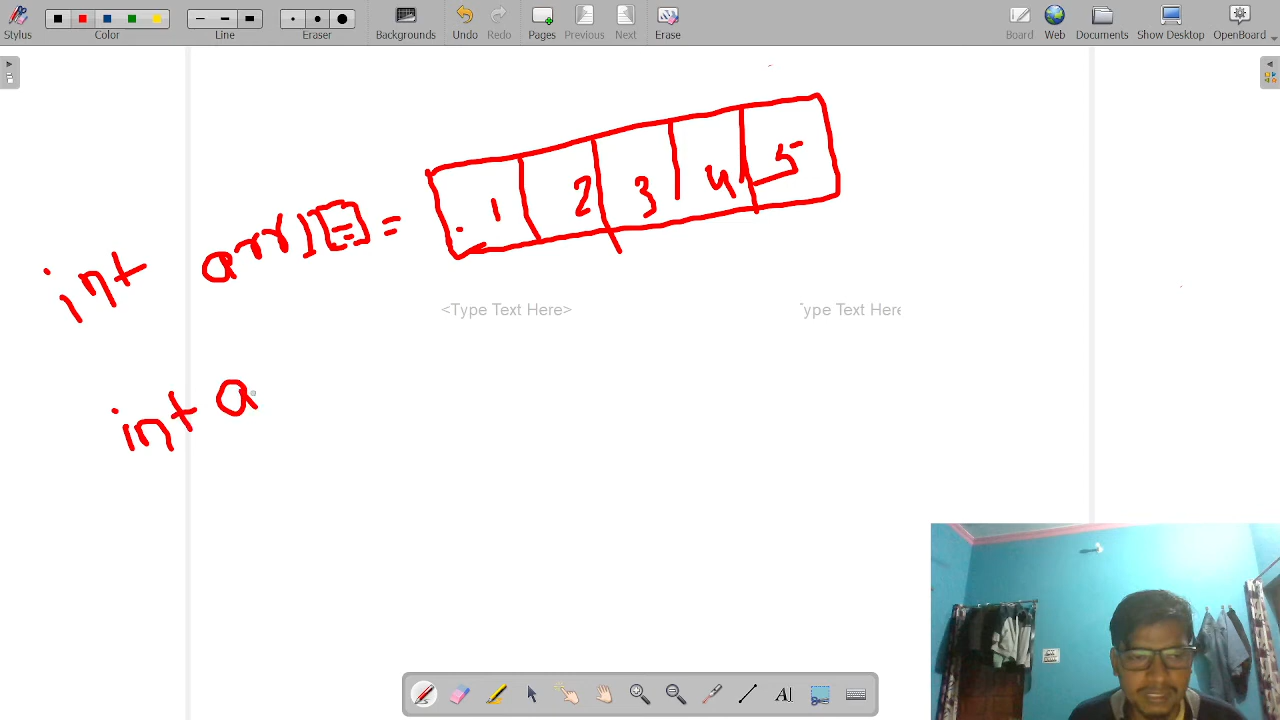 Stylus Color Line Eraser Backgrounds Undo Redo Pages Previous Next Erase Board Web Documents Show Desktop OpenBoard
1 2 3 4 5
int arr[] =
<Type Text Here> Type Text Here
int a